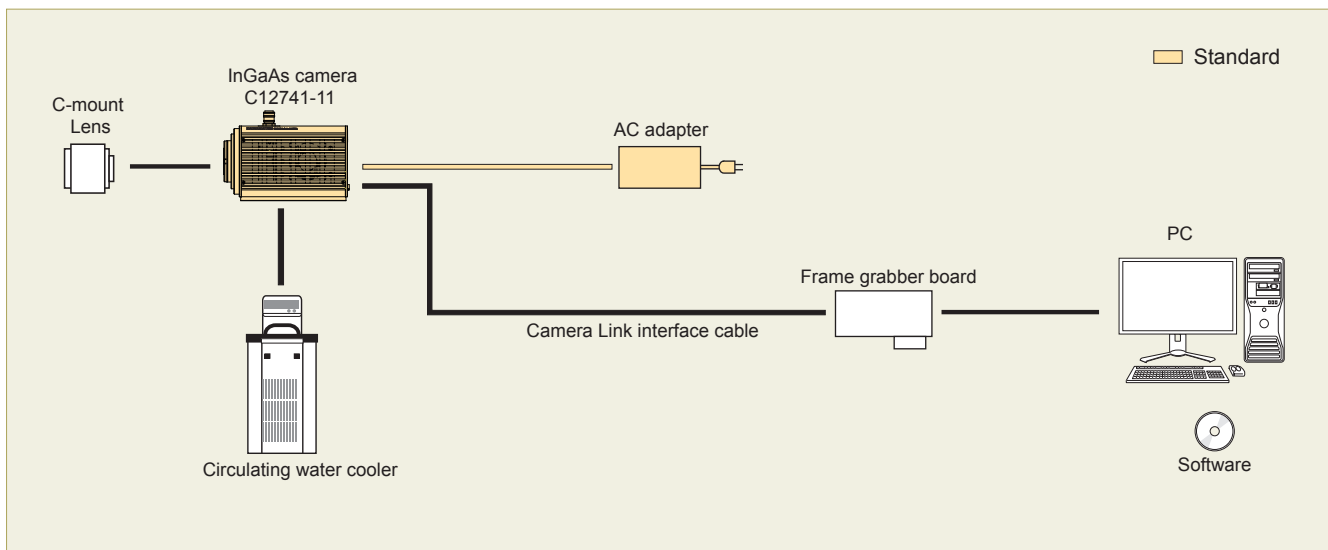 Standard
InGaAs camera
C12741-11
C-mount
Lens
AC adapter
PC
Frame grabber board
Camera Link interface cable
Circulating water cooler
Software